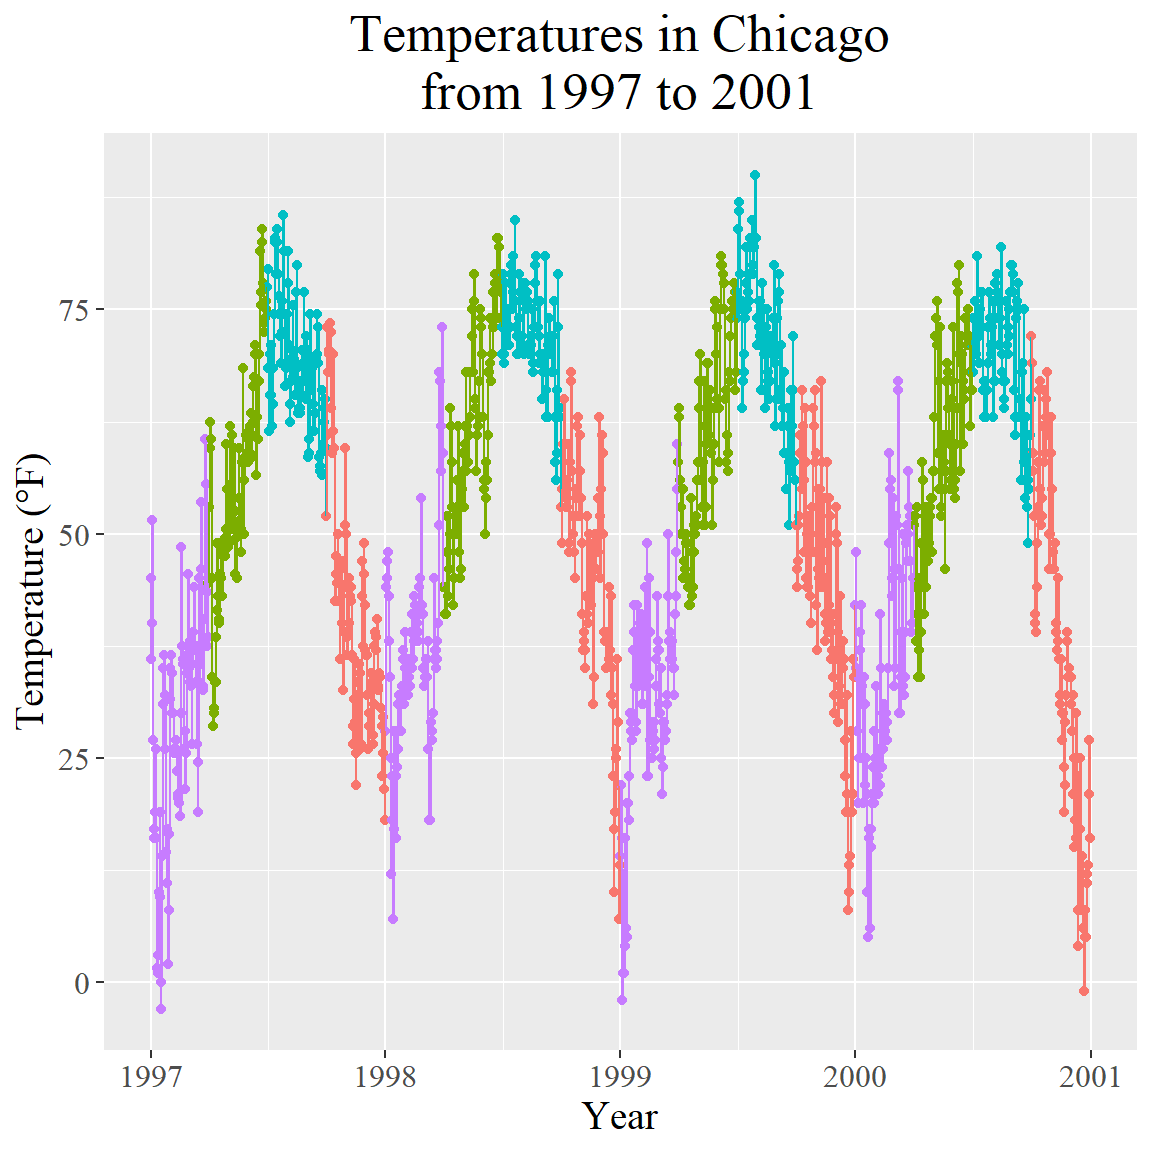 Temperatures in Chicago
from 1997 to 2001
Temperature (°F)
75
50
25
0
1997 1998 1999 2000 2001
Year